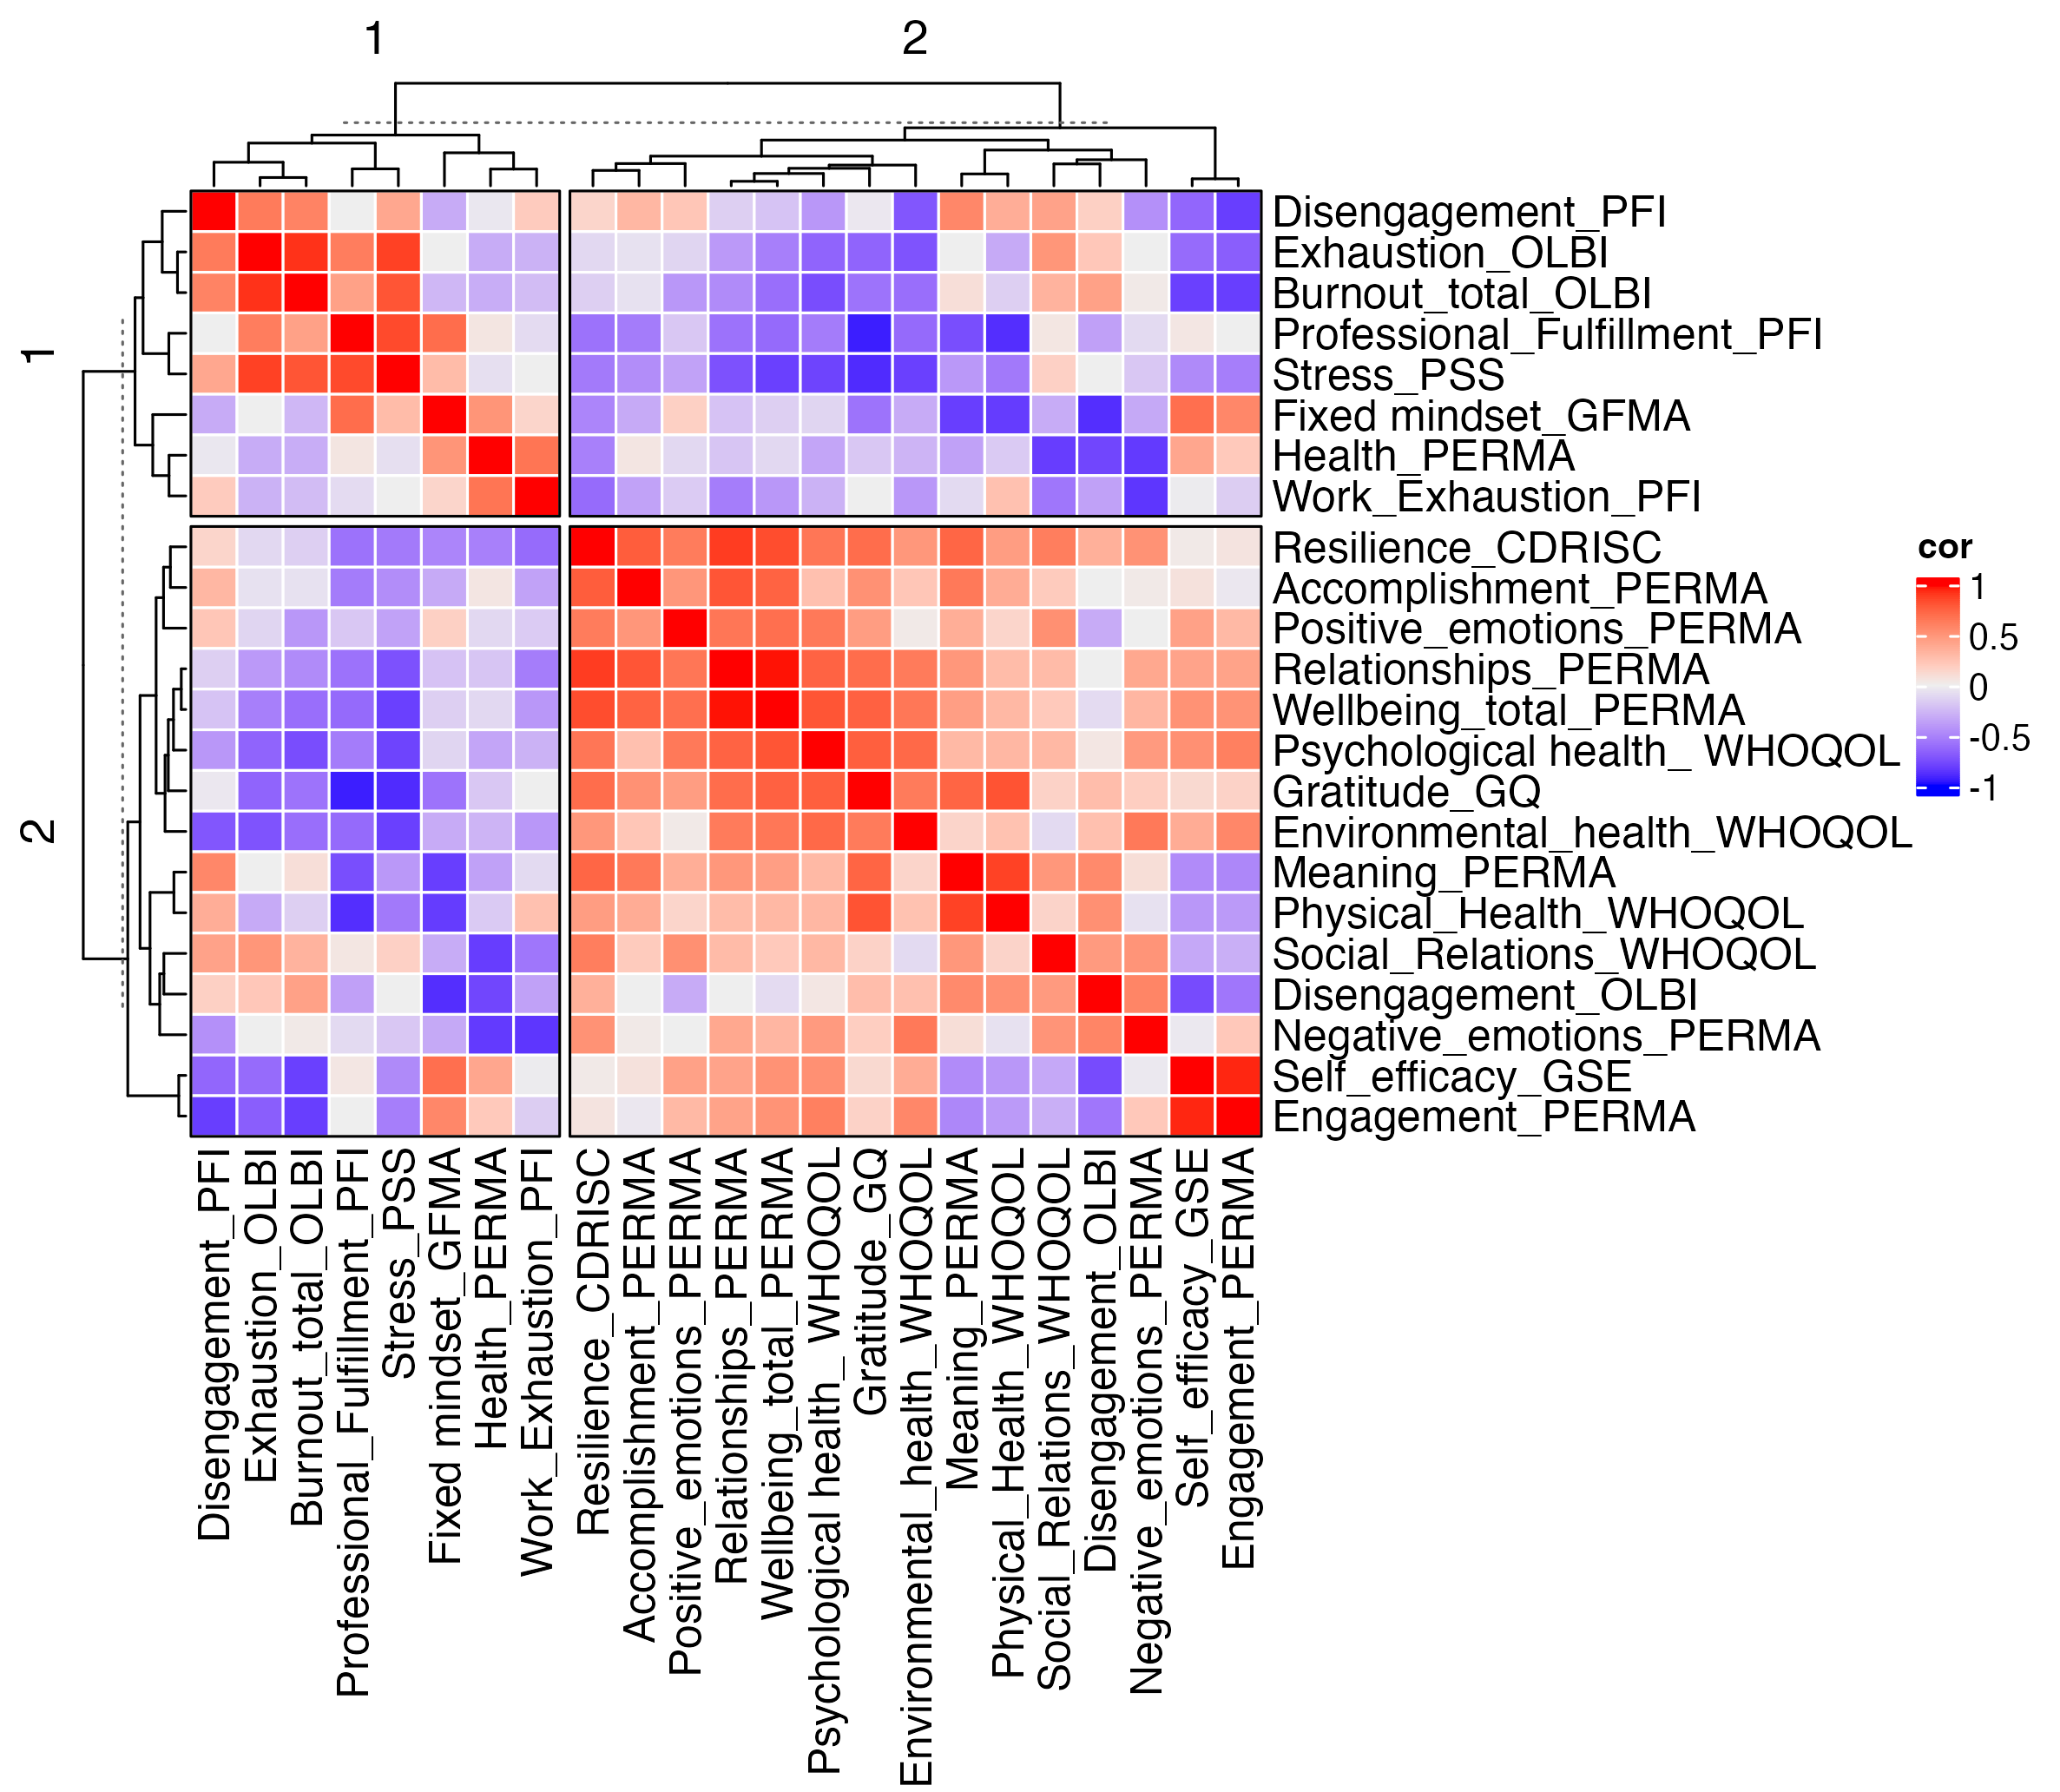 1
2
1
2
Disengagement_PFI
Exhaustion_OLBI
Burnout_total_OLBI
Professional_Fulfillment_PFI
Stress_PSS
Fixed mindset_GFMA
Health_PERMA
Work_Exhaustion_PFI
Resilience_CDRISC
Accomplishment_PERMA
Positive_emotions_PERMA
Relationships_PERMA
Wellbeing_total_PERMA
Psychological health_ WHOQOL
Gratitude_GQ
Environmental_health_WHOQOL
Meaning_PERMA
Physical_Health_WHOQOL
Social_Relations_WHOQOL
Disengagement_OLBI
Negative_emotions_PERMA
Self_efficacy_GSE
Engagement_PERMA
cor
1
0.5
0
-0.5
-1
Disengagement_PFI
Exhaustion_OLBI
Burnout_total_OLBI
Professional_Fulfillment_PFI
Stress_PSS
Fixed mindset_GFMA
Health_PERMA
Work_Exhaustion_PFI
Resilience_CDRISC
Accomplishment_PERMA
Positive_emotions_PERMA
Relationships_PERMA
Wellbeing_total_PERMA
Psychological health_ WHOQOL
Gratitude_GQ
Environmental_health_WHOQOL
Meaning_PERMA
Physical_Health_WHOQOL
Social_Relations_WHOQOL
Disengagement_OLBI
Negative_emotions_PERMA
Self_efficacy_GSE
Engagement_PERMA